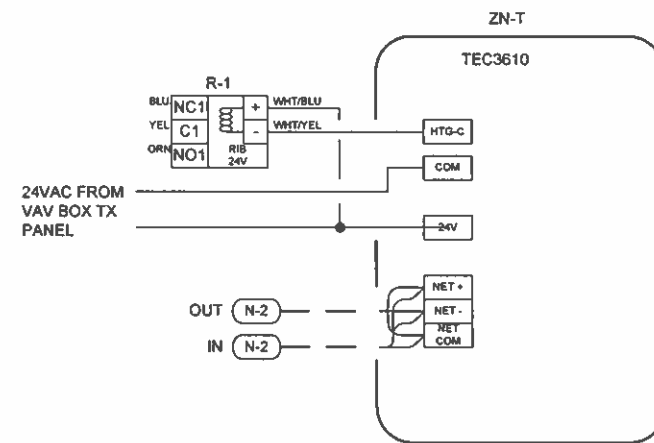 ZN-T
TEC3610
R-1
BLU NC1 + WHT/BLU
YEL C1 - WHT/YEL
ORN NO1 RIB
24V
HTG-C
COM
24VAC FROM
VAV BOX TX
PANEL
24V
NET +
OUT N-2 NET -
IN N-2 NET
COM